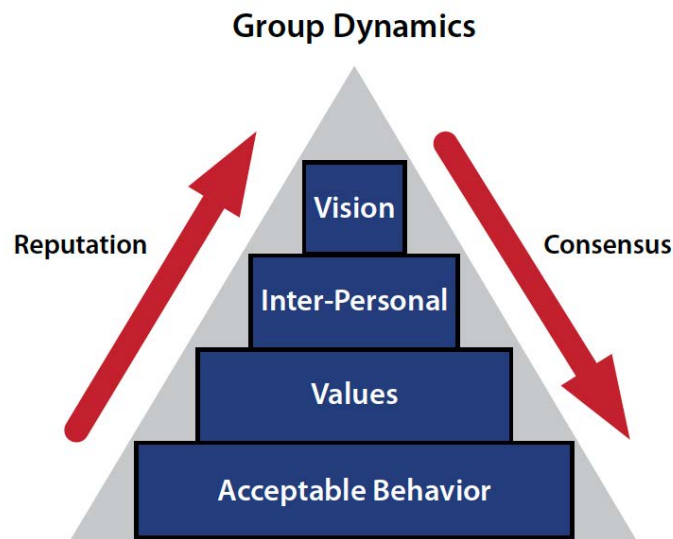 Group Dynamics
Vision
Reputation
Consensus
Inter-Personal
Values
Acceptable Behavior